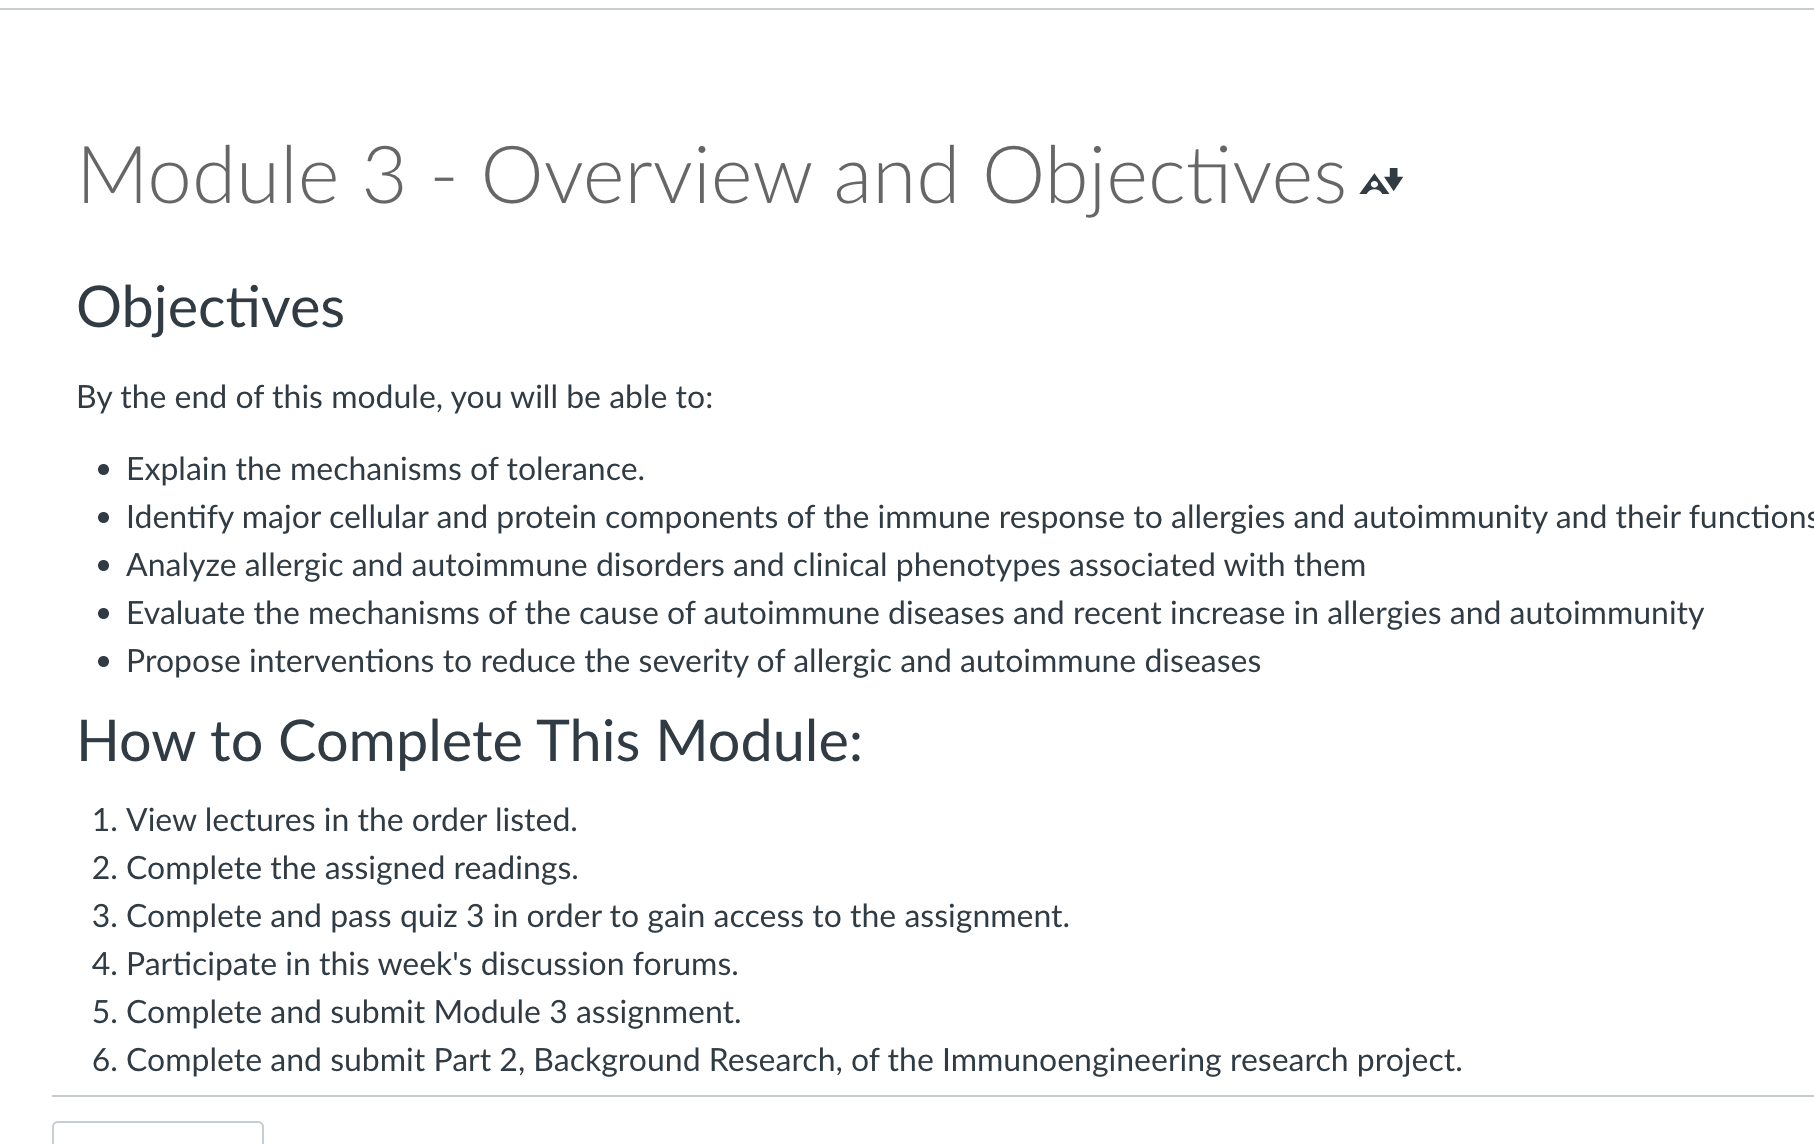 Module 3 - Overview and Objectives
Objectives
By the end of this module, you will be able to:
• Explain the mechanisms of tolerance.
• Identify major cellular and protein components of the immune response to allergies and autoimmunity and their functions
• Analyze allergic and autoimmune disorders and clinical phenotypes associated with them
• Evaluate the mechanisms of the cause of autoimmune diseases and recent increase in allergies and autoimmunity
• Propose interventions to reduce the severity of allergic and autoimmune diseases
How to Complete This Module:
1. View lectures in the order listed.
2. Complete the assigned readings.
3. Complete and pass quiz 3 in order to gain access to the assignment.
4. Participate in this week's discussion forums.
5. Complete and submit Module 3 assignment.
6. Complete and submit Part 2, Background Research, of the Immunoengineering research project.